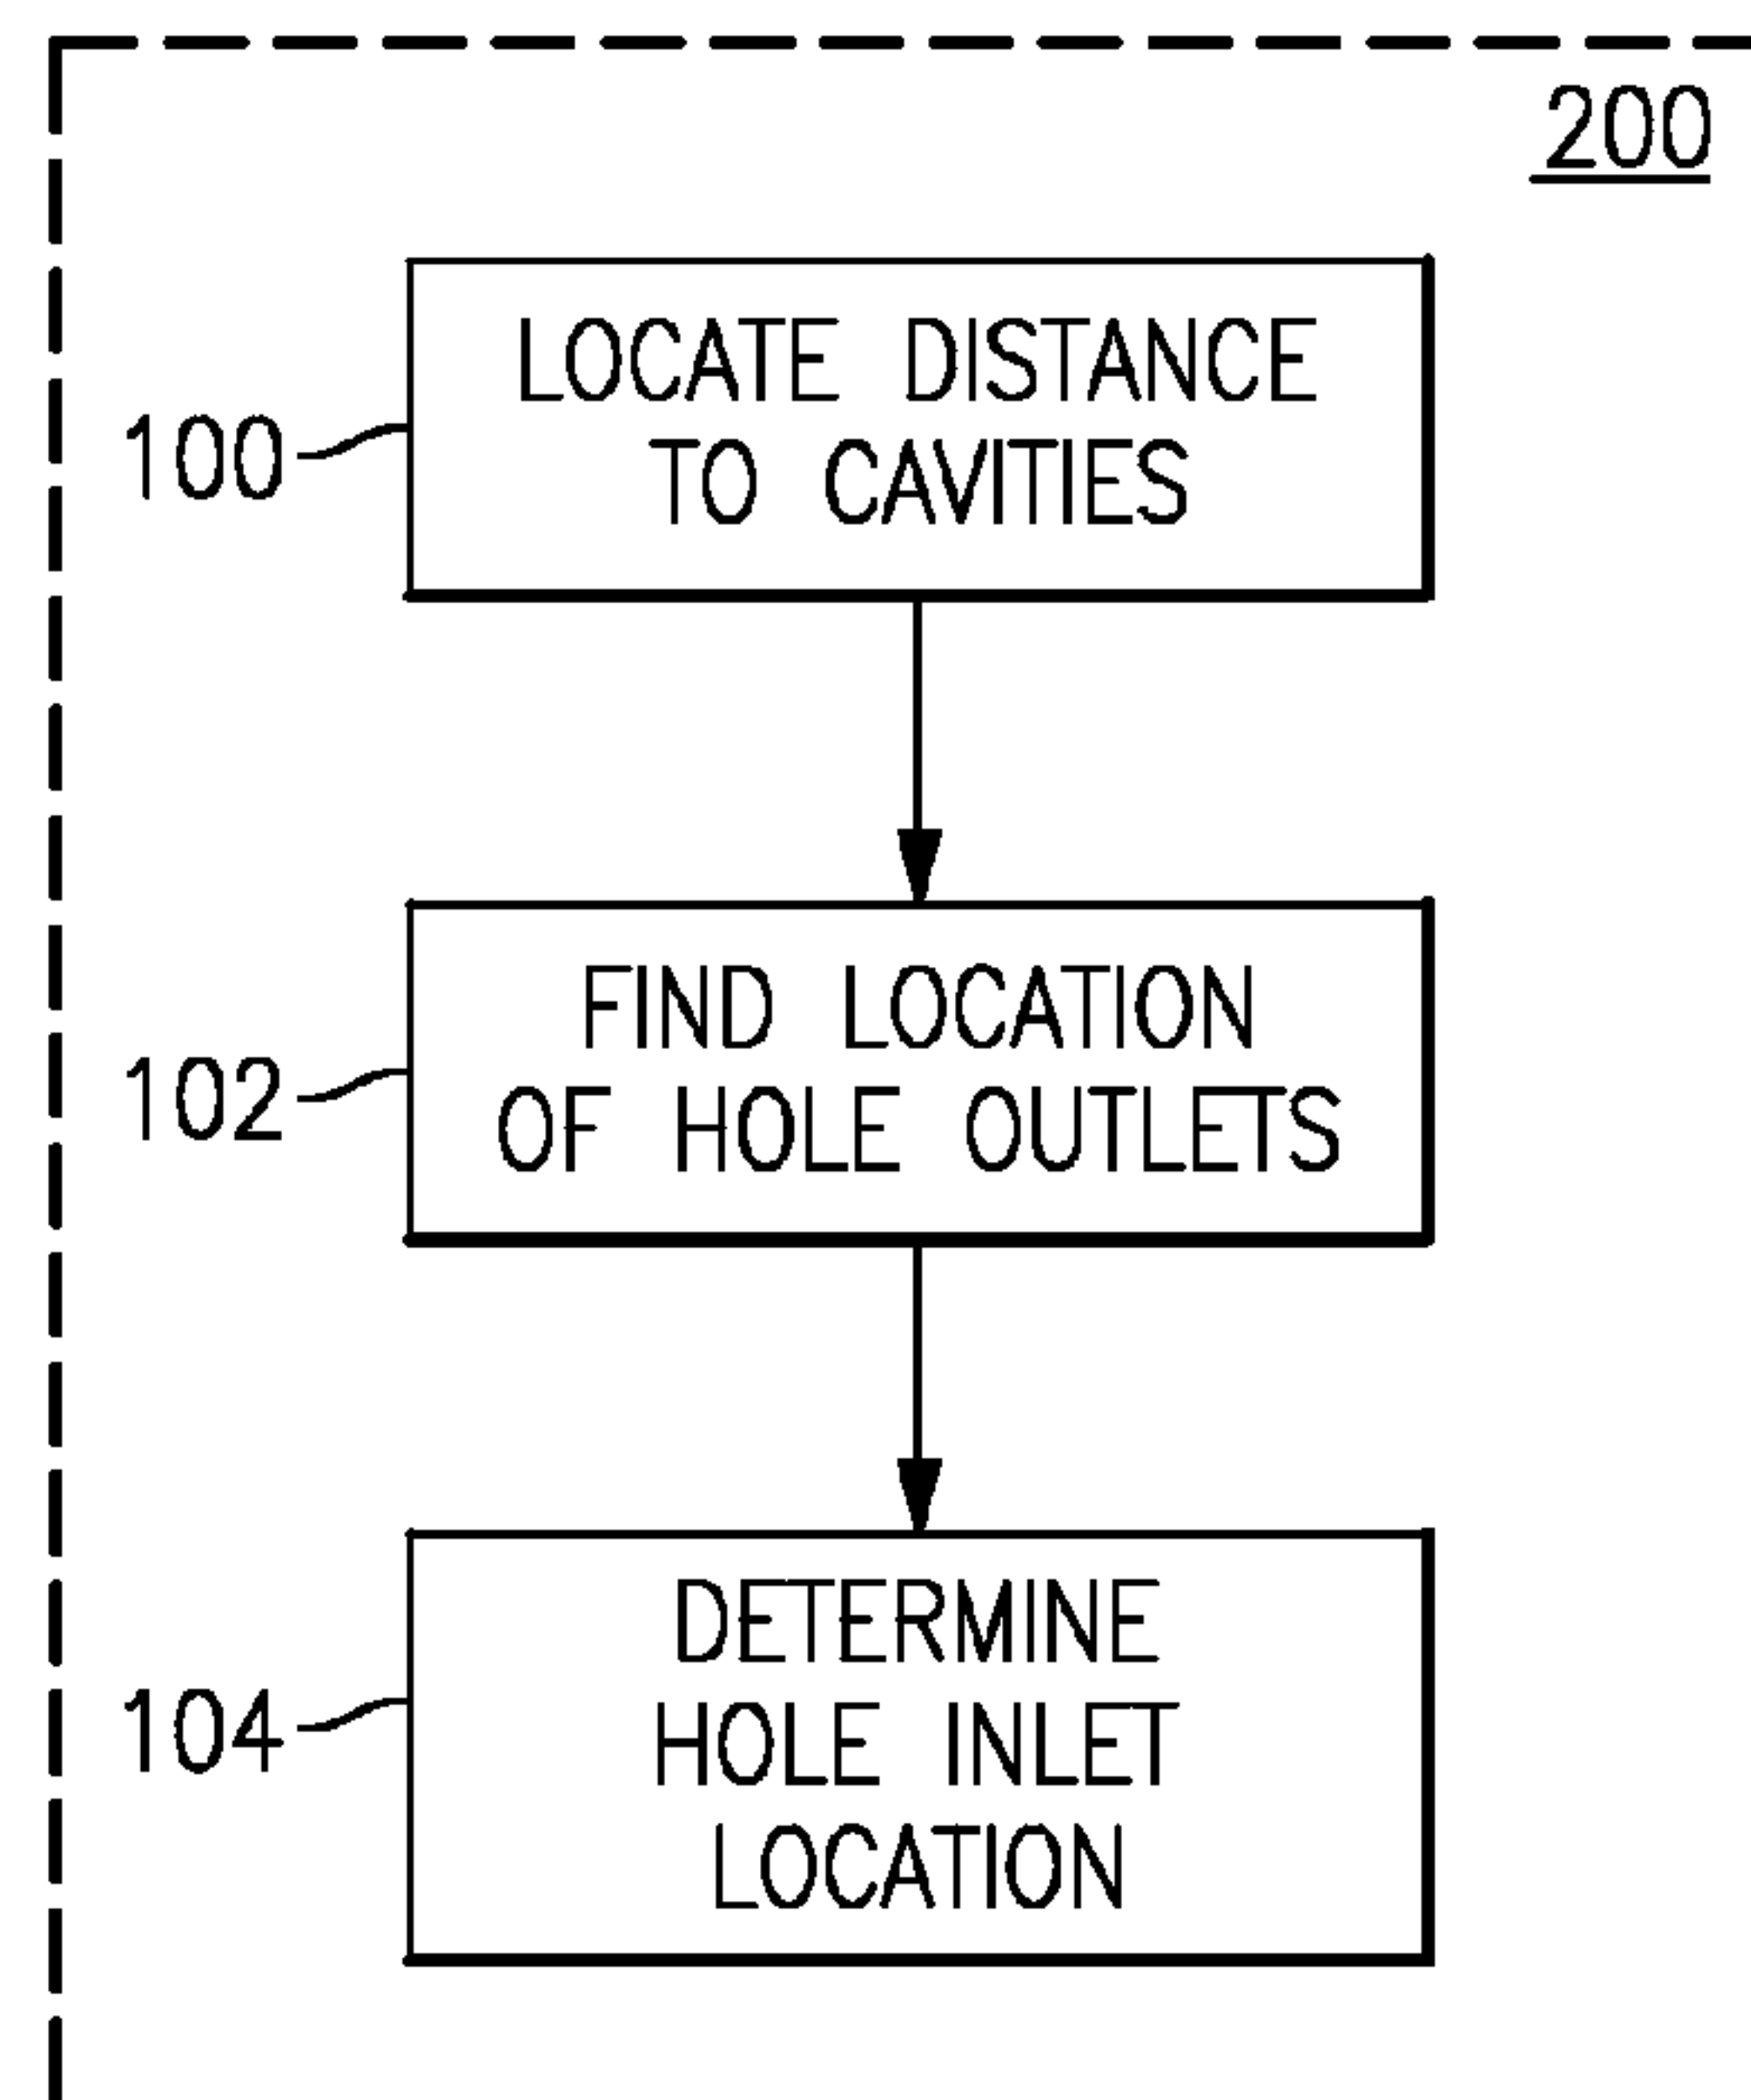 200
LOCATE DISTANCE
TO CAVITIES
100
FIND LOCATION
OF HOLE OUTLETS
102
DETERMINE
HOLE INLET
LOCATION
104